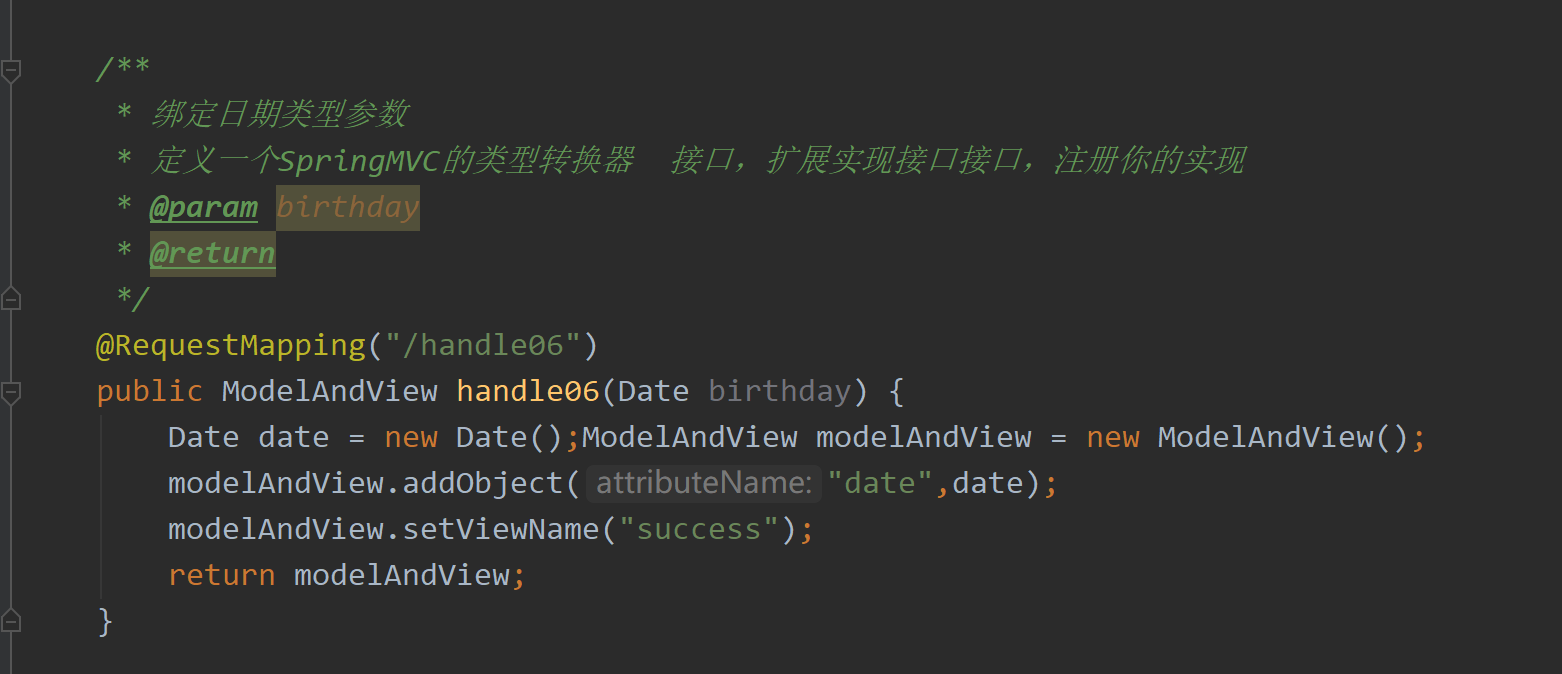 /**
 * 绑定日期类型参数
 * 定义一个SpringMVC的类型转换器  接口，扩展实现接口接口，注册你的实现
 * @param birthday
 * @return
 */
@RequestMapping("/handle06")
public ModelAndView handle06(Date birthday) {
    Date date = new Date();ModelAndView modelAndView = new ModelAndView();
    modelAndView.addObject( attributeName: "date",date);
    modelAndView.setViewName("success");
    return modelAndView;
}